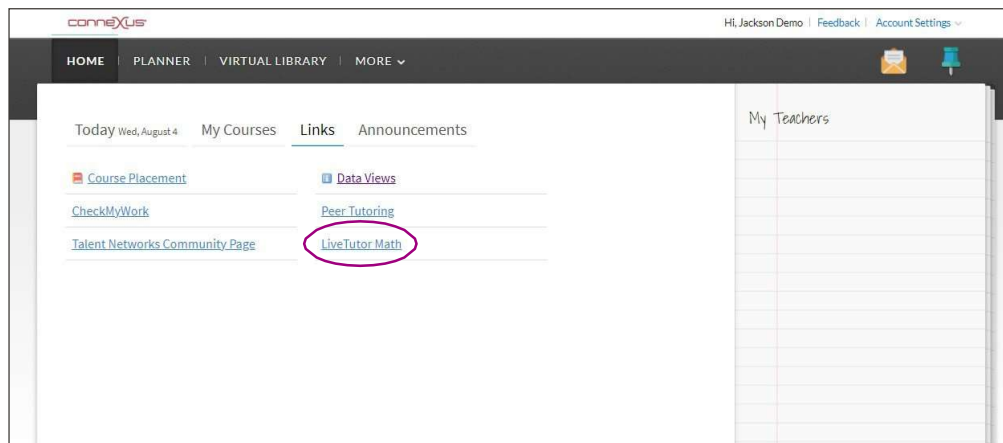 conneXus
Hi, Jackson Demo | Feedback | Account Settings
HOME | PLANNER | VIRTUAL LIBRARY | MORE
Today Wed, August 4 My Courses Links Announcements
My Teachers
Course Placement Data Views
CheckMyWork Peer Tutoring
Talent Networks Community Page LiveTutor Math